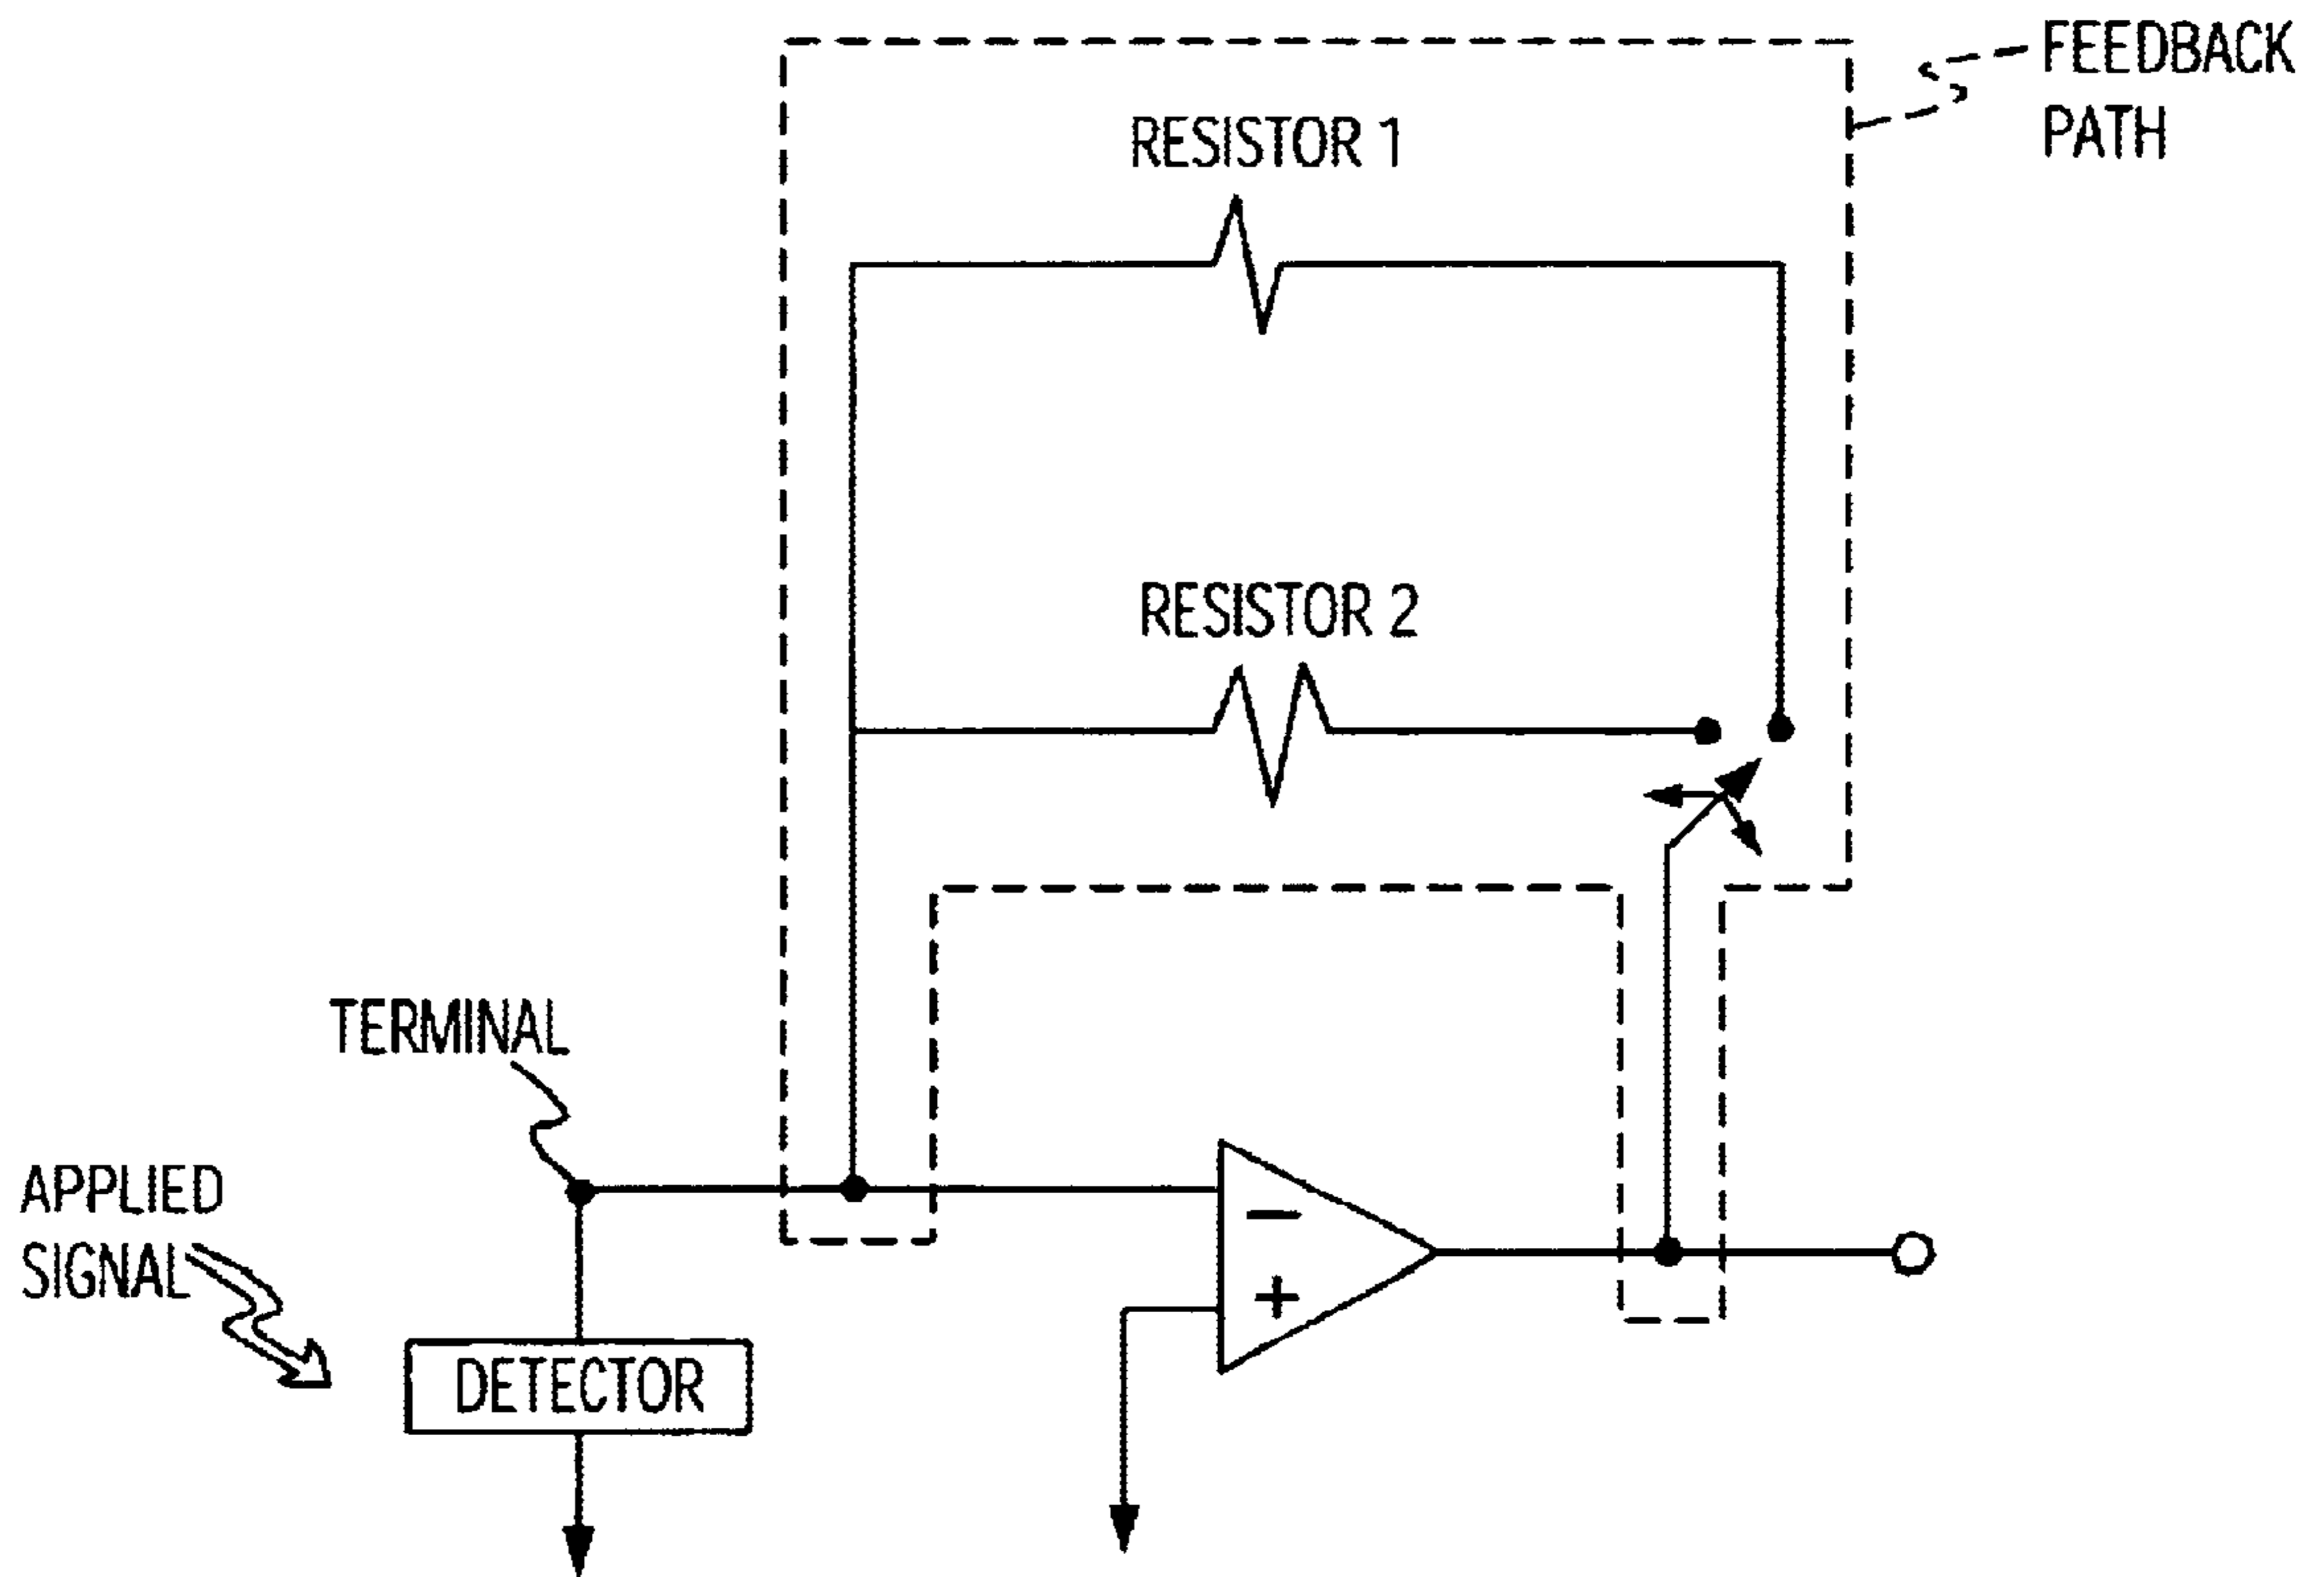 FEEDBACK
PATH
RESISTOR 1
RESISTOR 2
TERMINAL
APPLIED
SIGNAL
DETECTOR
−
+